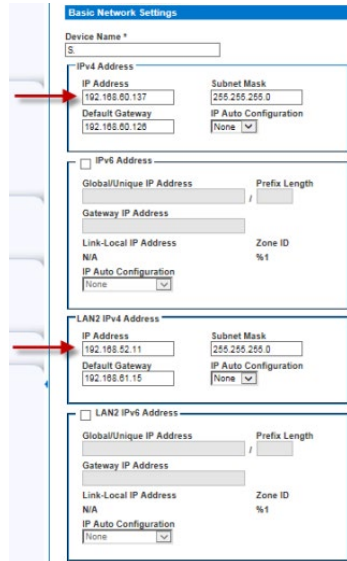 Basic Network Settings
Device Name *
S.
IPv4 Address
IP Address Subnet Mask
192.168.60.137 255.255.255.0
Default Gateway IP Auto Configuration
192.168.60.126 None
IPv6 Address
Global/Unique IP Address Prefix Length
/
Gateway IP Address
Link-Local IP Address Zone ID
N/A %1
IP Auto Configuration
None
LAN2 IPv4 Address
IP Address Subnet Mask
192.168.52.11 255.255.255.0
Default Gateway IP Auto Configuration
192.168.51.15 None
LAN2 IPv6 Address
Global/Unique IP Address Prefix Length
/
Gateway IP Address
Link-Local IP Address Zone ID
N/A %1
IP Auto Configuration
None